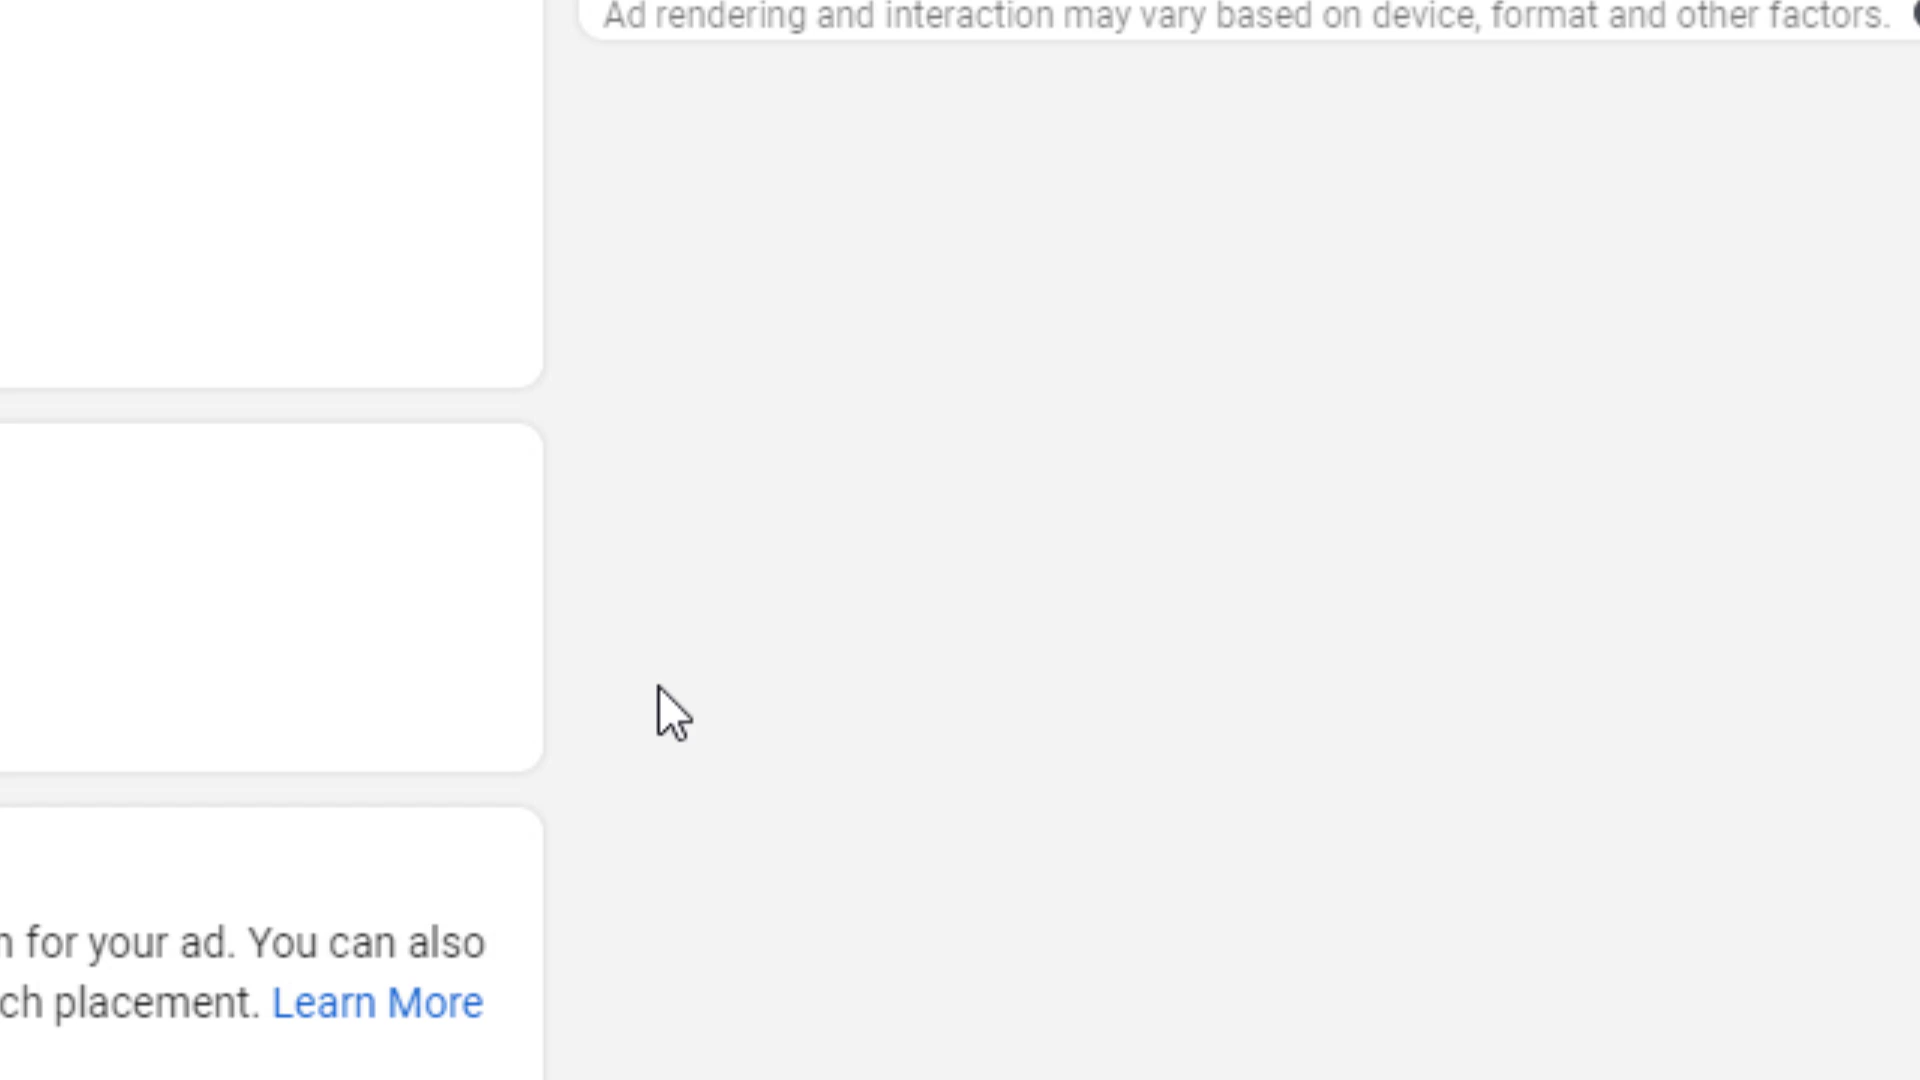 Ad rendering and interaction may vary based on device, format and other factors.
for your ad. You can also
placement. Learn More